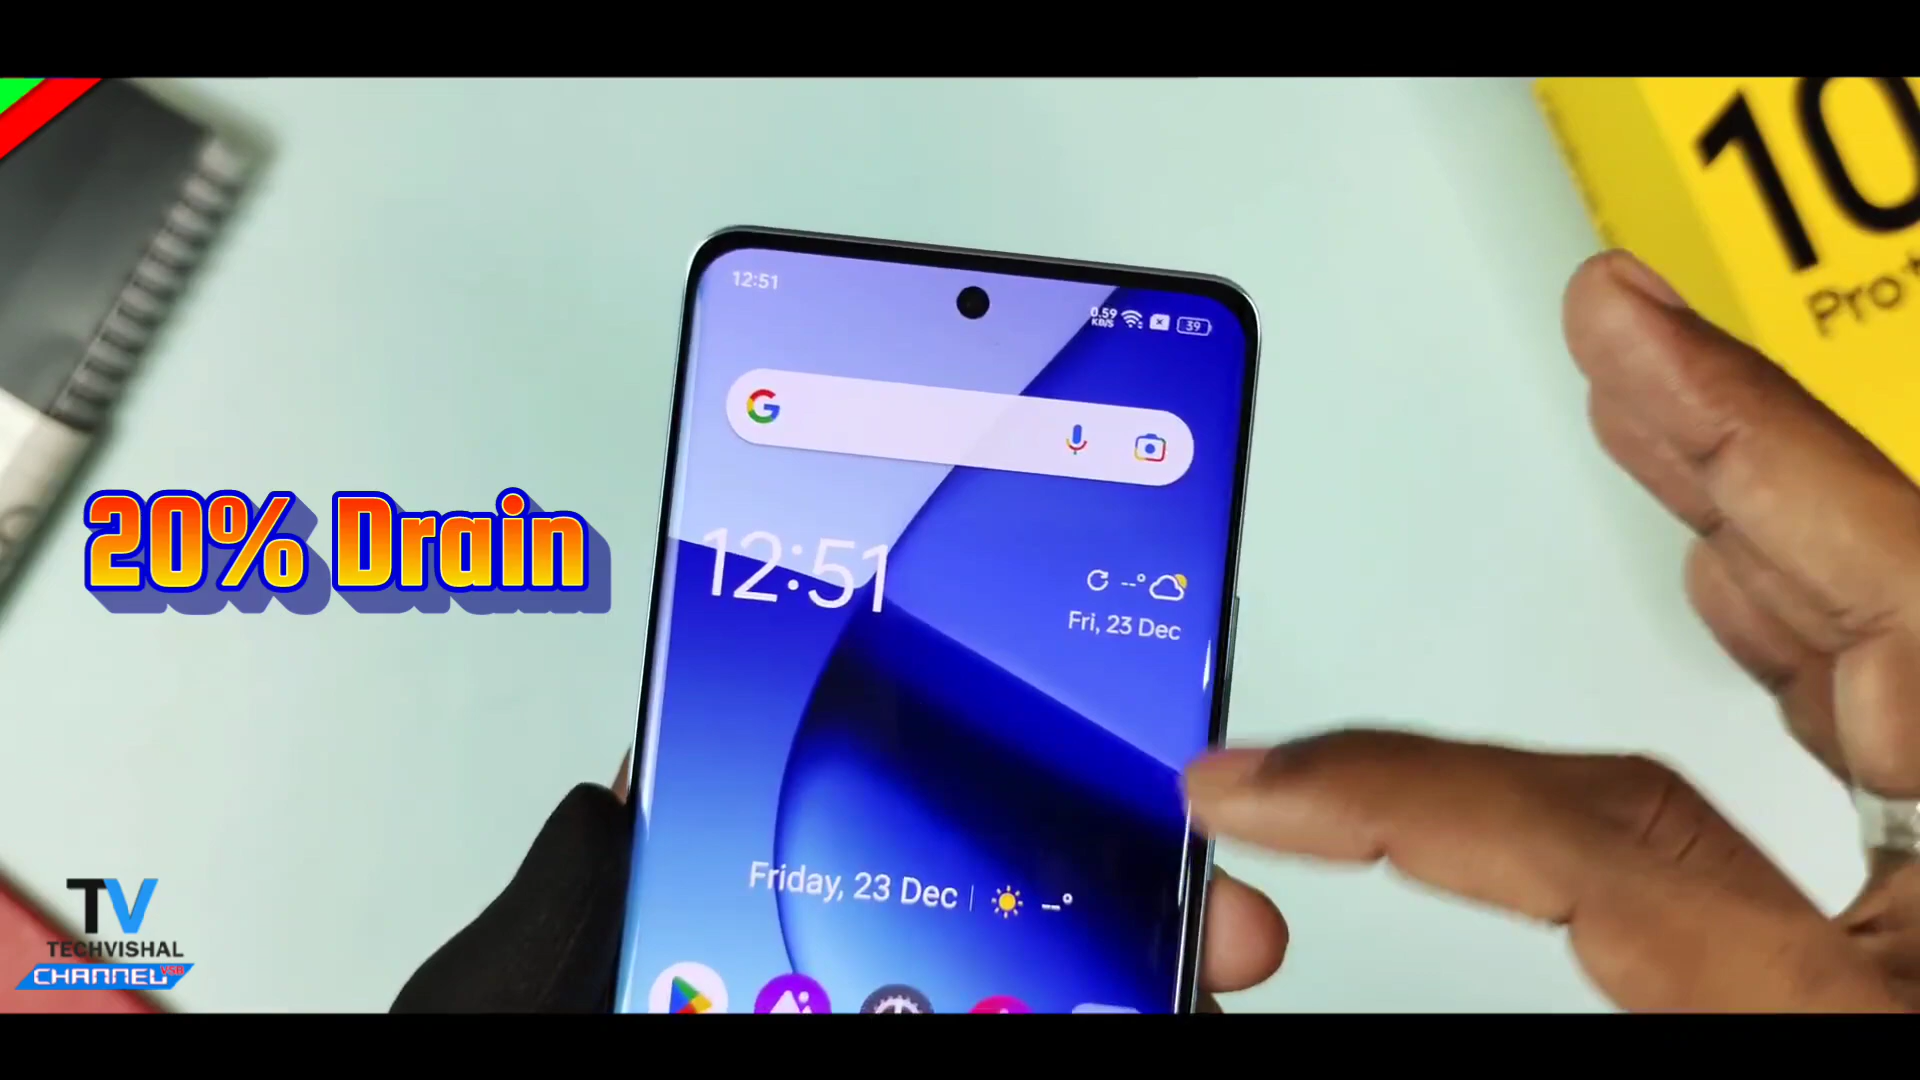 10
Pro+
12:51
0.59
KB/S
39
G
12:51
--°
Fri, 23 Dec
20% Drain
Friday, 23 Dec
--°
TV
TECHVISHAL
CHANNEL VSR